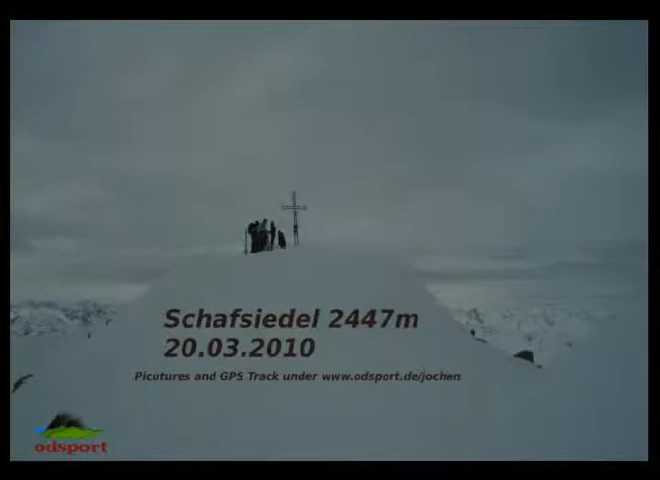 Schafsiedel 2447m
20.03.2010
Picutures and GPS Track under www.odsport.de/jochen
odsport